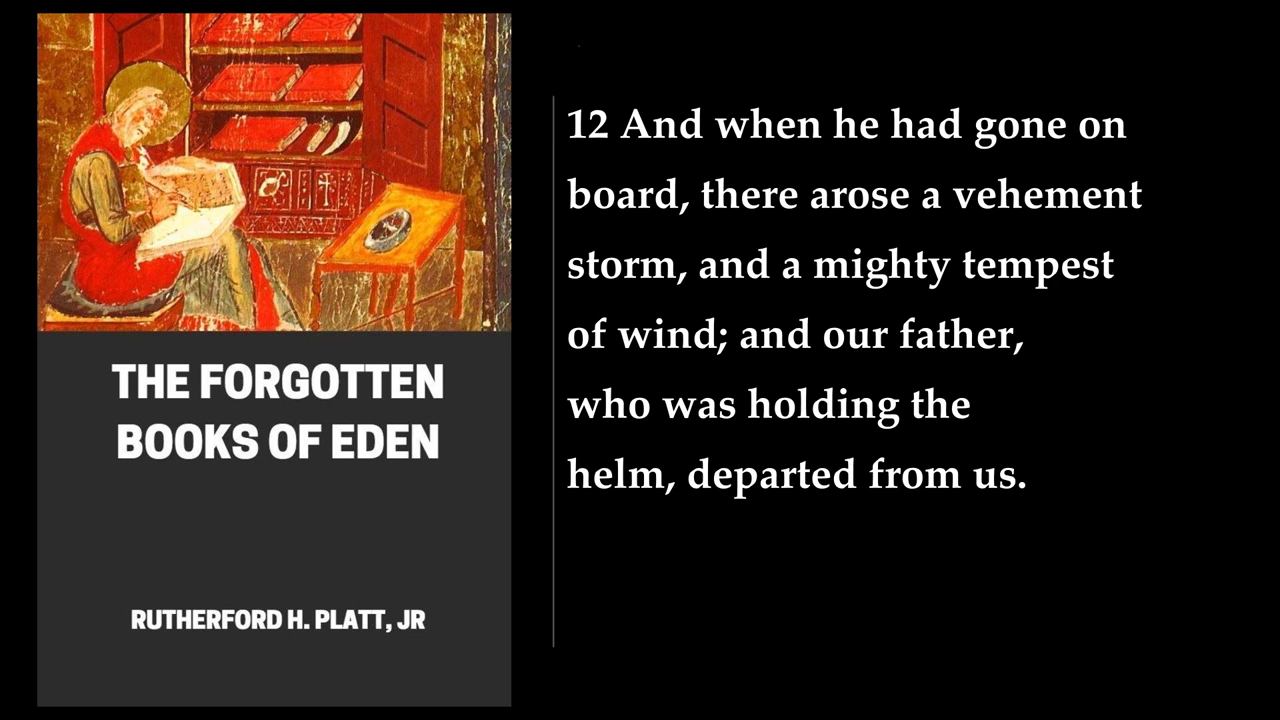 THE FORGOTTEN
BOOKS OF EDEN
RUTHERFORD H. PLATT, JR
12 And when he had gone on
board, there arose a vehement
storm, and a mighty tempest
of wind; and our father,
who was holding the
helm, departed from us.